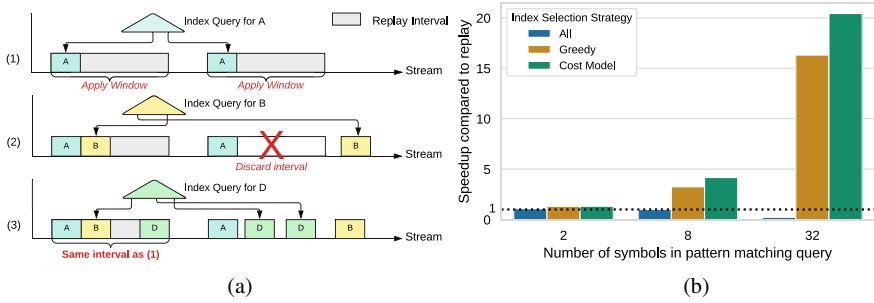 Index Query for A
Replay Interval
(1)
A
A
Stream
Apply Window
Apply Window
Index Query for B
(2)
A
B
A
X
B
Stream
Discard interval
Index Query for D
(3)
A
B
D
A
D
D
B
Stream
Same interval as (1)
(a)
Speedup compared to replay
20
15
10
5
1
0
Index Selection Strategy
All
Greedy
Cost Model
2
8
32
Number of symbols in pattern matching query
(b)